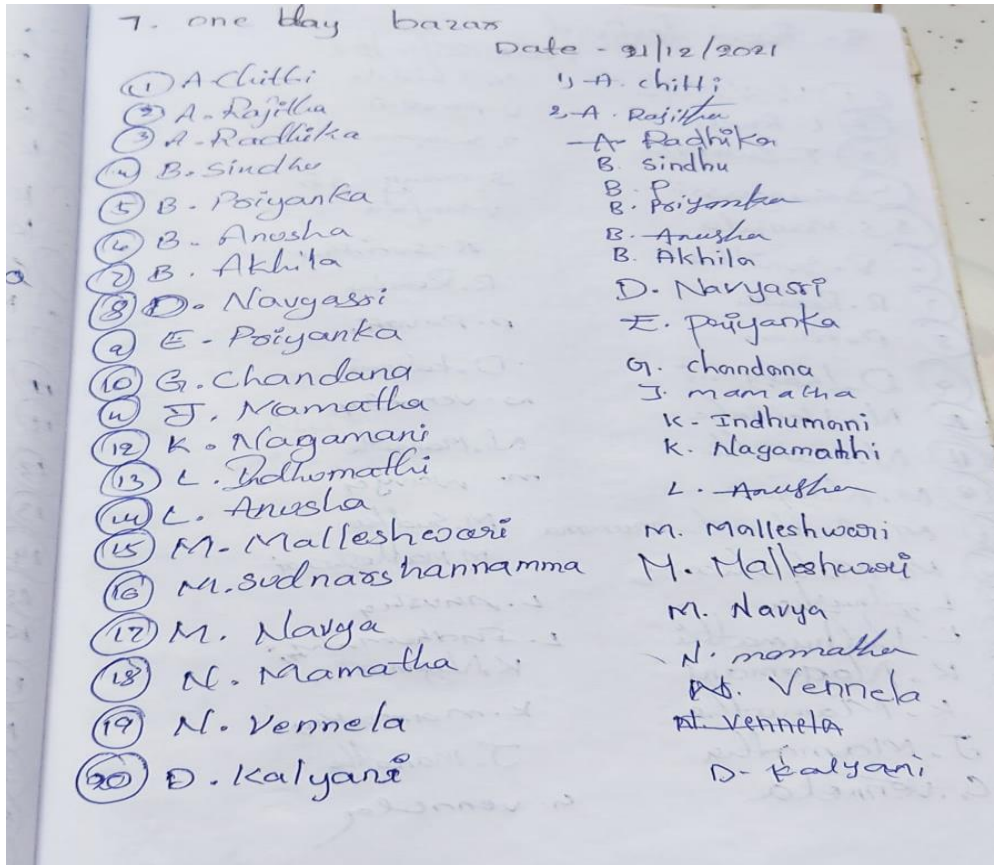 7. one day bazar
Date - 21/12/2021
1 A-Chitti 1) A. chitti
2 A. Rajitha 2, A. Rajitha
3 A-Radhika A Radhika
4 B. Sindhu B. Sindhu
5 B. Priyanka B. P
B. Priyanka
6 B. Anusha B. Anusha
7 B. Akhila B. Akhila
8 D. Navyasri D. Navyasri
9 E - Priyanka E. priyanka
10 G. Chandana G. chandana
11 J. Mamatha J. mamatha
12 K. Nagamani K - Indhumani
13 L. Indhumathi K. Nagamathi
14 L. Anusha L. Anusha
15 M. Malleshwari M. Malleshwari
16 M. Sudnarshannamma M. Malleshwari
17 M. Navya M. Navya
18 N. Mamatha N. mamatha
19 N. Vennela N. Vennela
N. Vennela
20 D. Kalyani D- kalyani